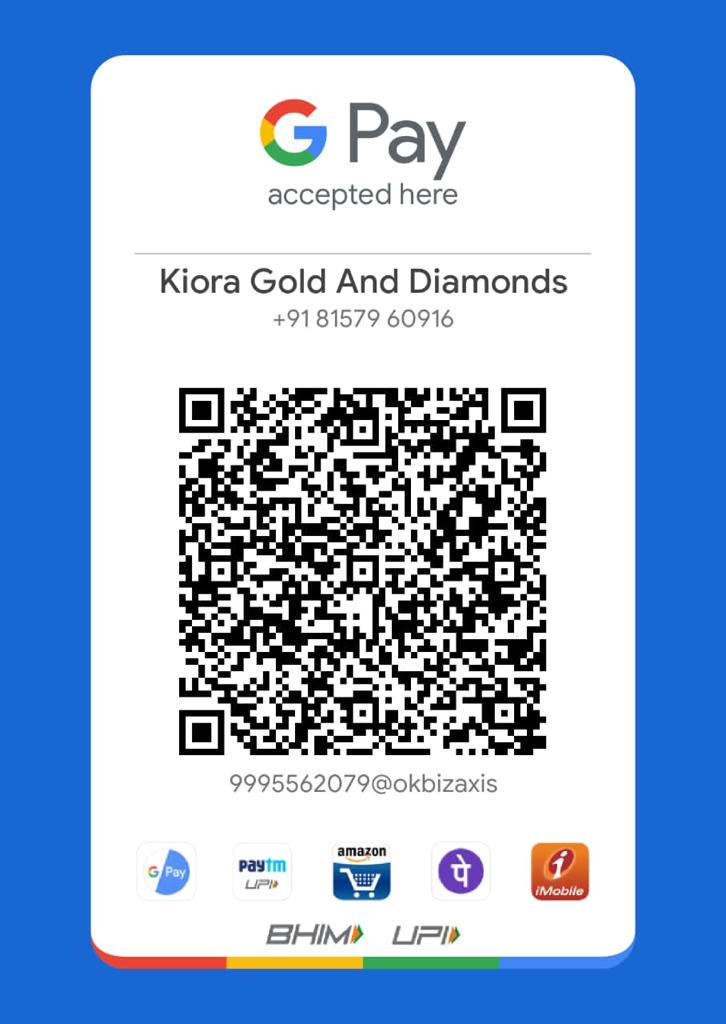 G Pay
accepted here
Kiora Gold And Diamonds
+91 81579 60916
9995562079@okbizaxis
G Pay
paytm
UPI
amazon
पे
i
iMobile
BHIM UPI